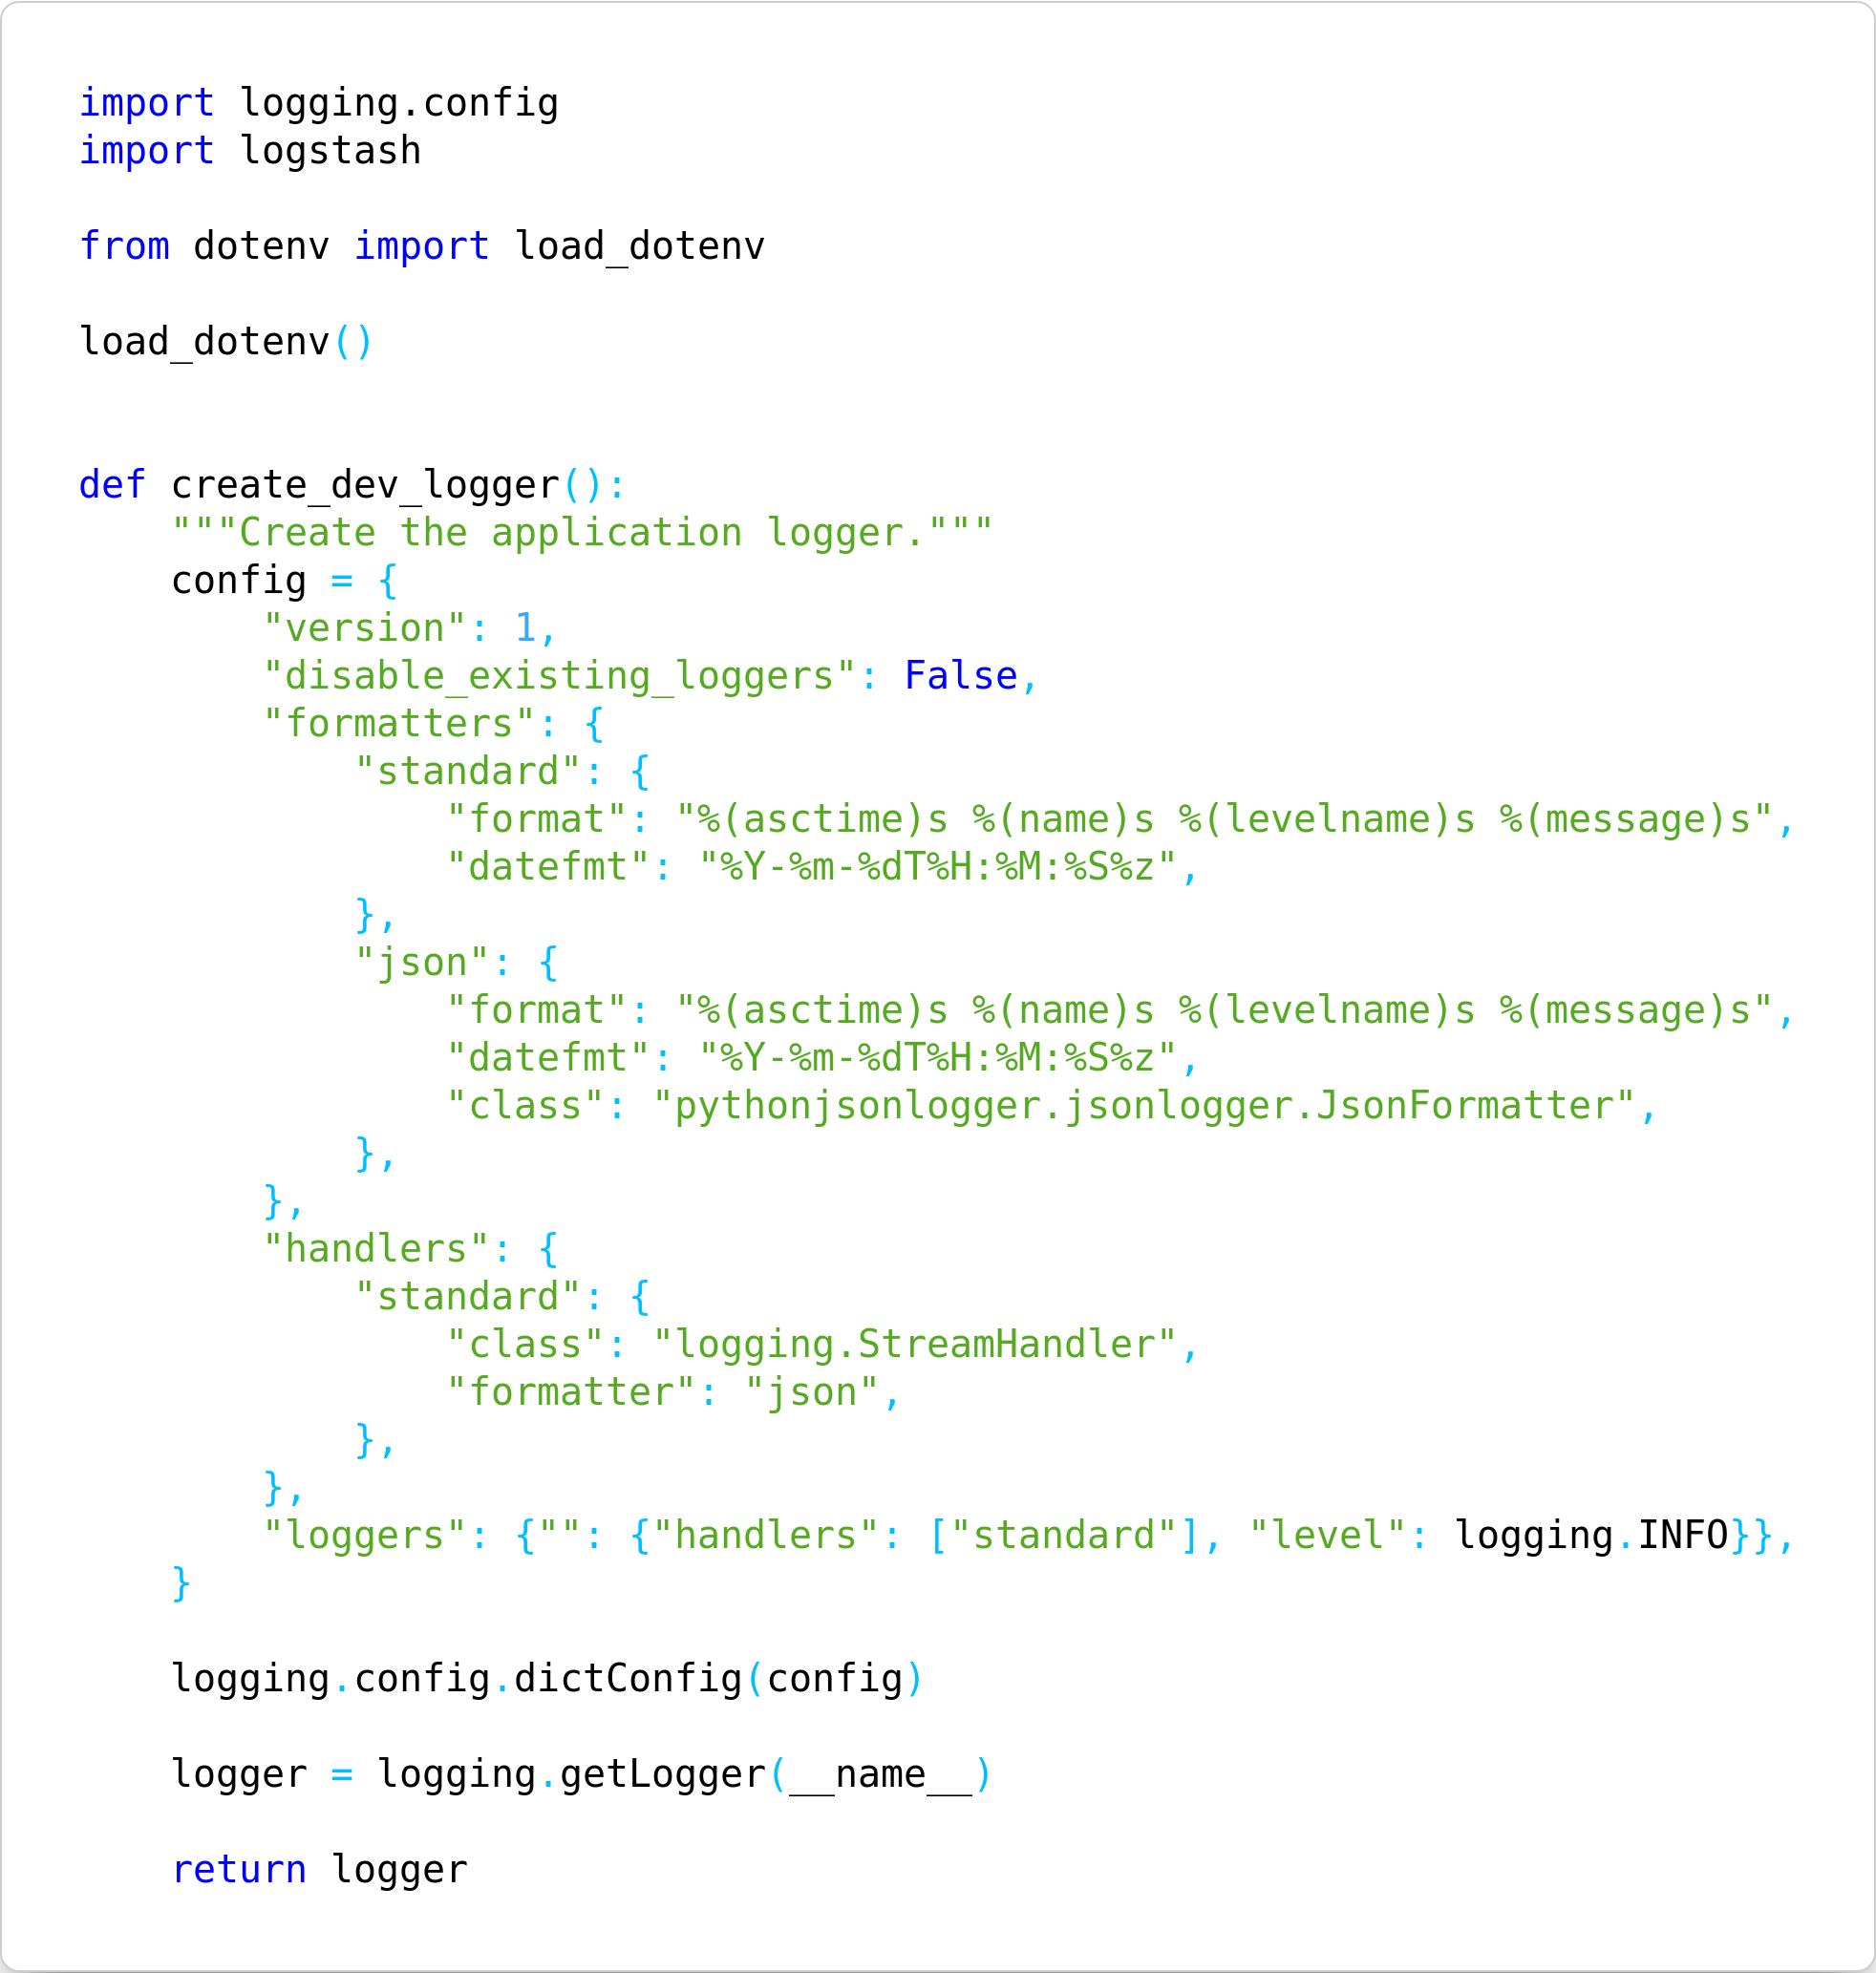 import logging.config
import logstash

from dotenv import load_dotenv

load_dotenv()


def create_dev_logger():
    """Create the application logger."""
    config = {
        "version": 1,
        "disable_existing_loggers": False,
        "formatters": {
            "standard": {
                "format": "%(asctime)s %(name)s %(levelname)s %(message)s",
                "datefmt": "%Y-%m-%dT%H:%M:%S%z",
            },
            "json": {
                "format": "%(asctime)s %(name)s %(levelname)s %(message)s",
                "datefmt": "%Y-%m-%dT%H:%M:%S%z",
                "class": "pythonjsonlogger.jsonlogger.JsonFormatter",
            },
        },
        "handlers": {
            "standard": {
                "class": "logging.StreamHandler",
                "formatter": "json",
            },
        },
        "loggers": {"": {"handlers": ["standard"], "level": logging.INFO}},
    }

    logging.config.dictConfig(config)

    logger = logging.getLogger(__name__)

    return logger